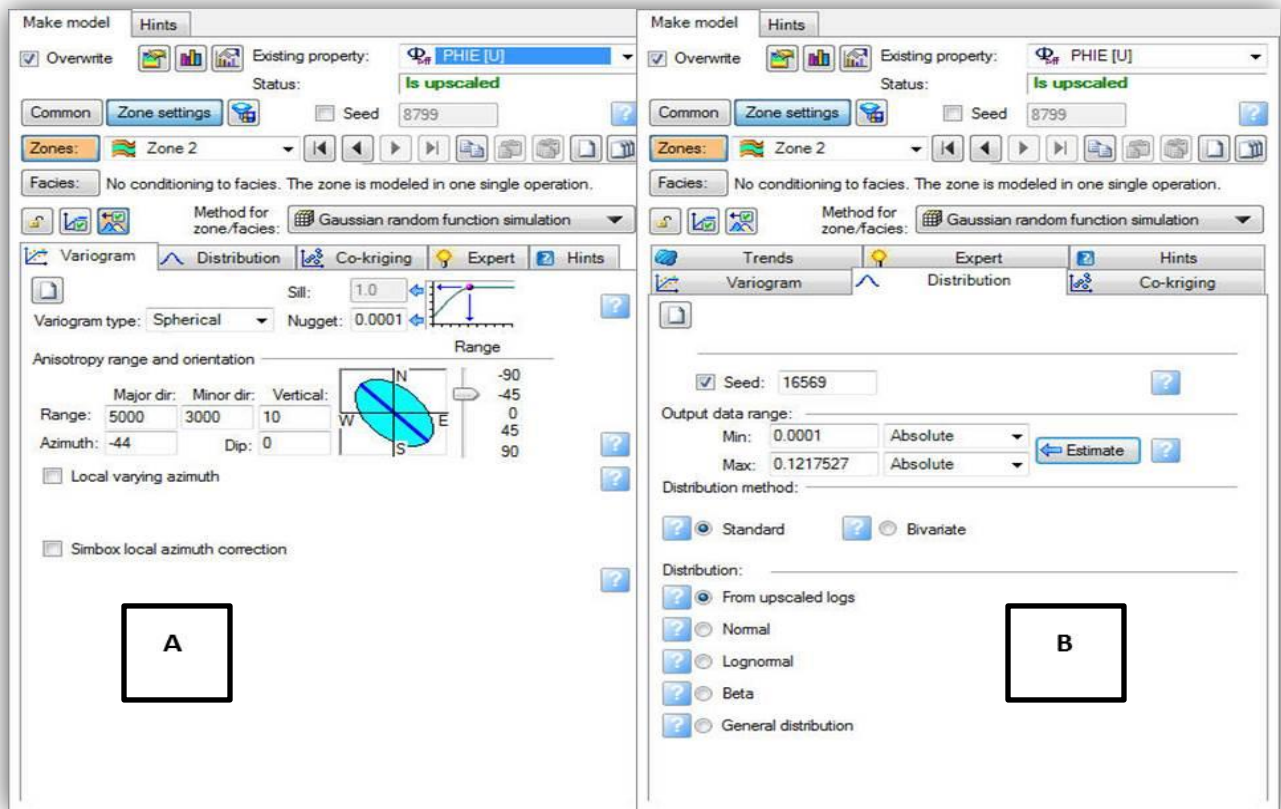 Make model Hints
Overwrite Existing property: Φeff PHIE [U]
Status: Is upscaled
Common Zone settings Seed 8799 ?
Zones: Zone 2
Facies: No conditioning to facies. The zone is modeled in one single operation.
Method for zone/facies: Gaussian random function simulation
Variogram Distribution Co-kriging Expert ? Hints
Sill: 1.0 ?
Variogram type: Spherical Nugget: 0.0001
Range
Anisotropy range and orientation
Major dir: Minor dir: Vertical:
Range: 5000 3000 10
Azimuth: -44 Dip: 0 ?
N
W E
S
-90
-45
0
45
90
Local varying azimuth ?
Simbox local azimuth correction
?
A
Make model Hints
Overwrite Existing property: Φeff PHIE [U]
Status: Is upscaled
Common Zone settings Seed 8799 ?
Zones: Zone 2
Facies: No conditioning to facies. The zone is modeled in one single operation.
Method for zone/facies: Gaussian random function simulation
Trends Expert ? Hints
Variogram Distribution Co-kriging
Seed: 16569 ?
Output data range:
Min: 0.0001 Absolute
Estimate ?
Max: 0.1217527 Absolute
Distribution method:
? Standard ? Bivariate
Distribution:
? From upscaled logs
? Normal
? Lognormal
? Beta
? General distribution
B